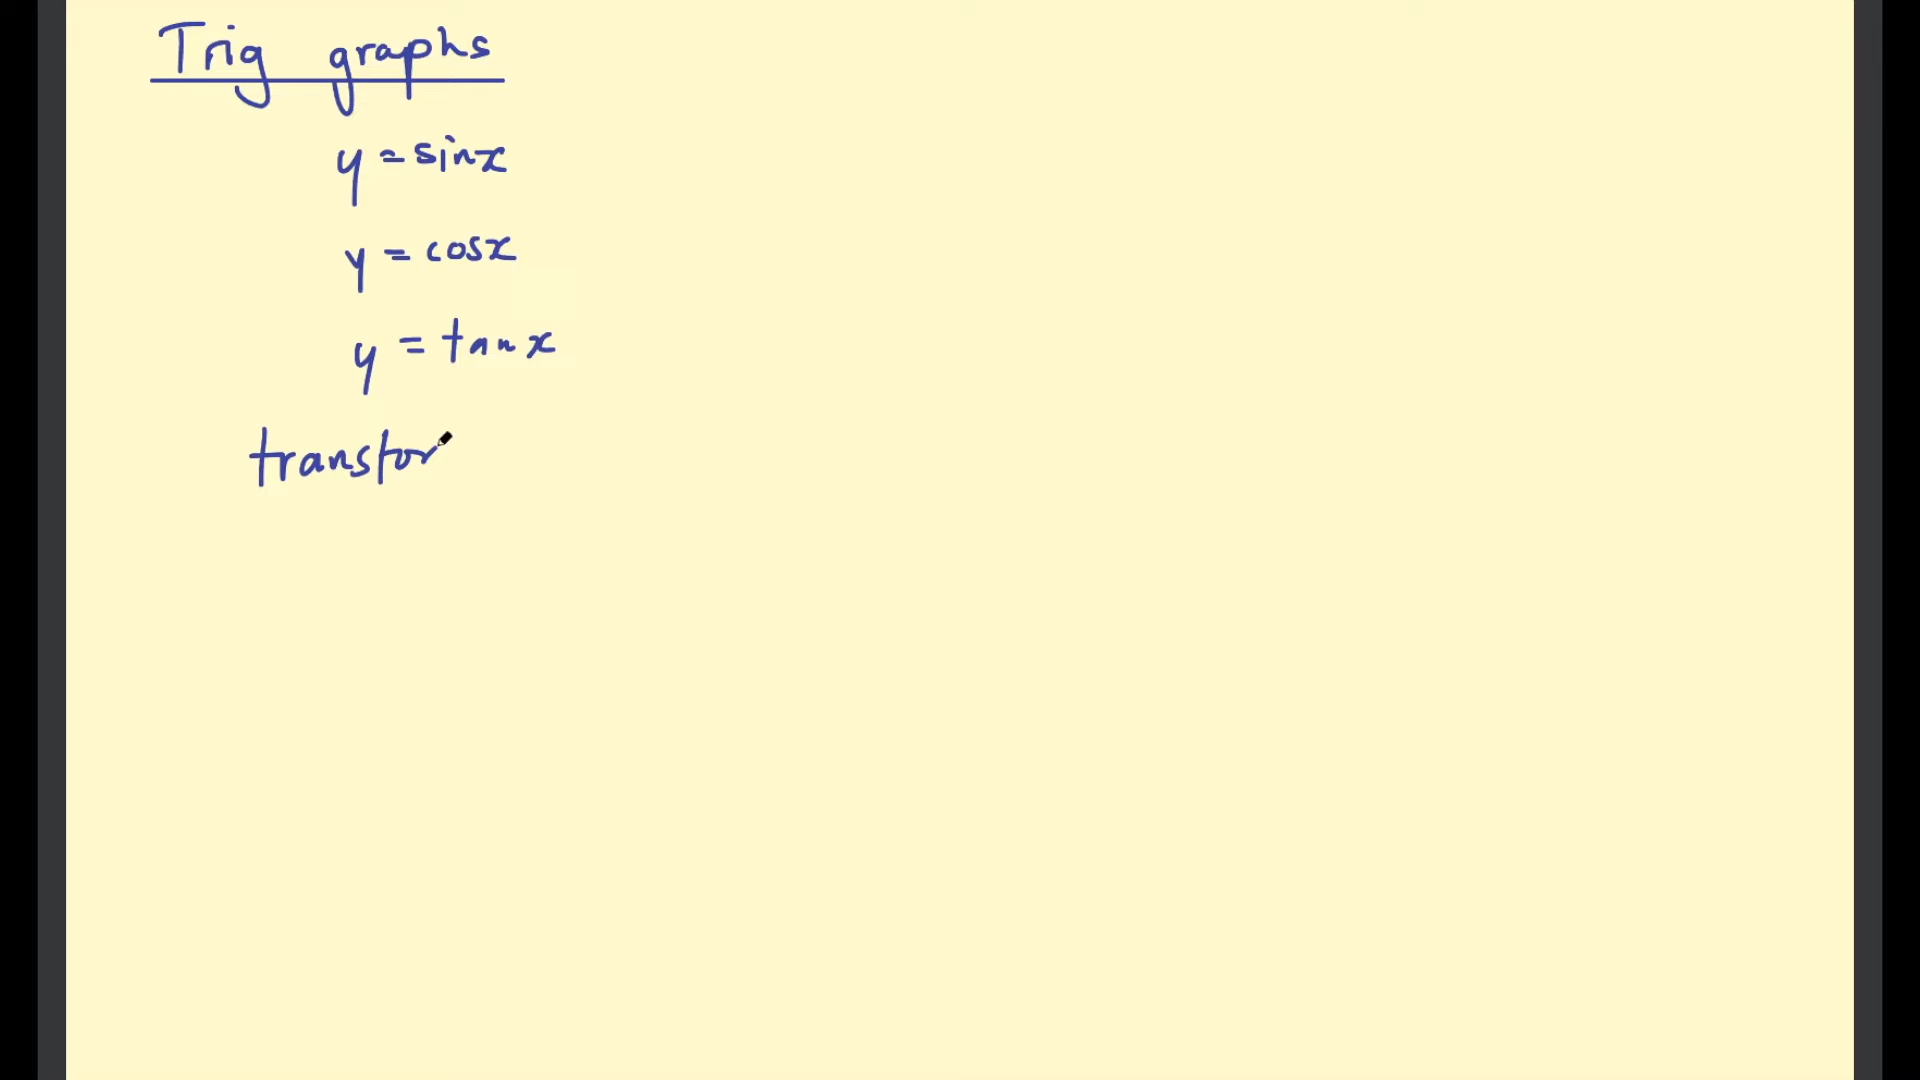 Trig graphs
y = sinx
y = cosx
y = tanx
transfor